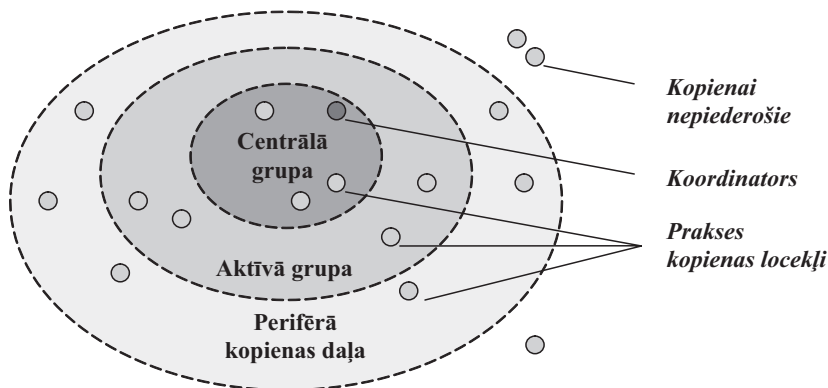 Centrālā
grupa
Aktīvā grupa
Perifērā
kopienas daļa
Kopienai
nepiederošie
Koordinators
Prakses
kopienas locekļi